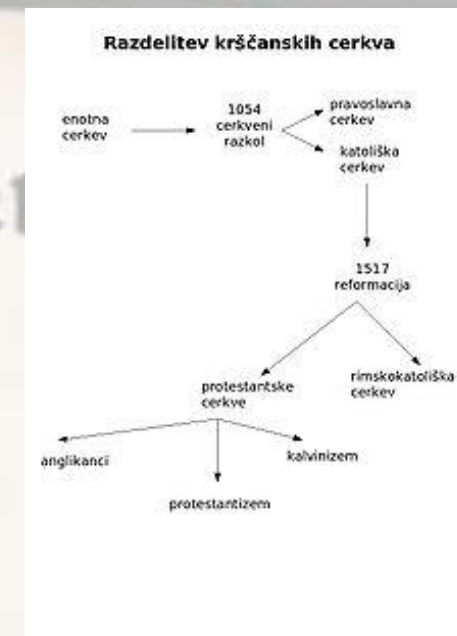 Razdelitev krščanskih cerkva
enotna
cerkev
1054
cerkveni
razkol
pravoslavna
cerkev
katoliška
cerkev
1517
reformacija
protestantske
cerkve
rimskokatoliška
cerkev
anglikanci
protestantizem
kalvinizem